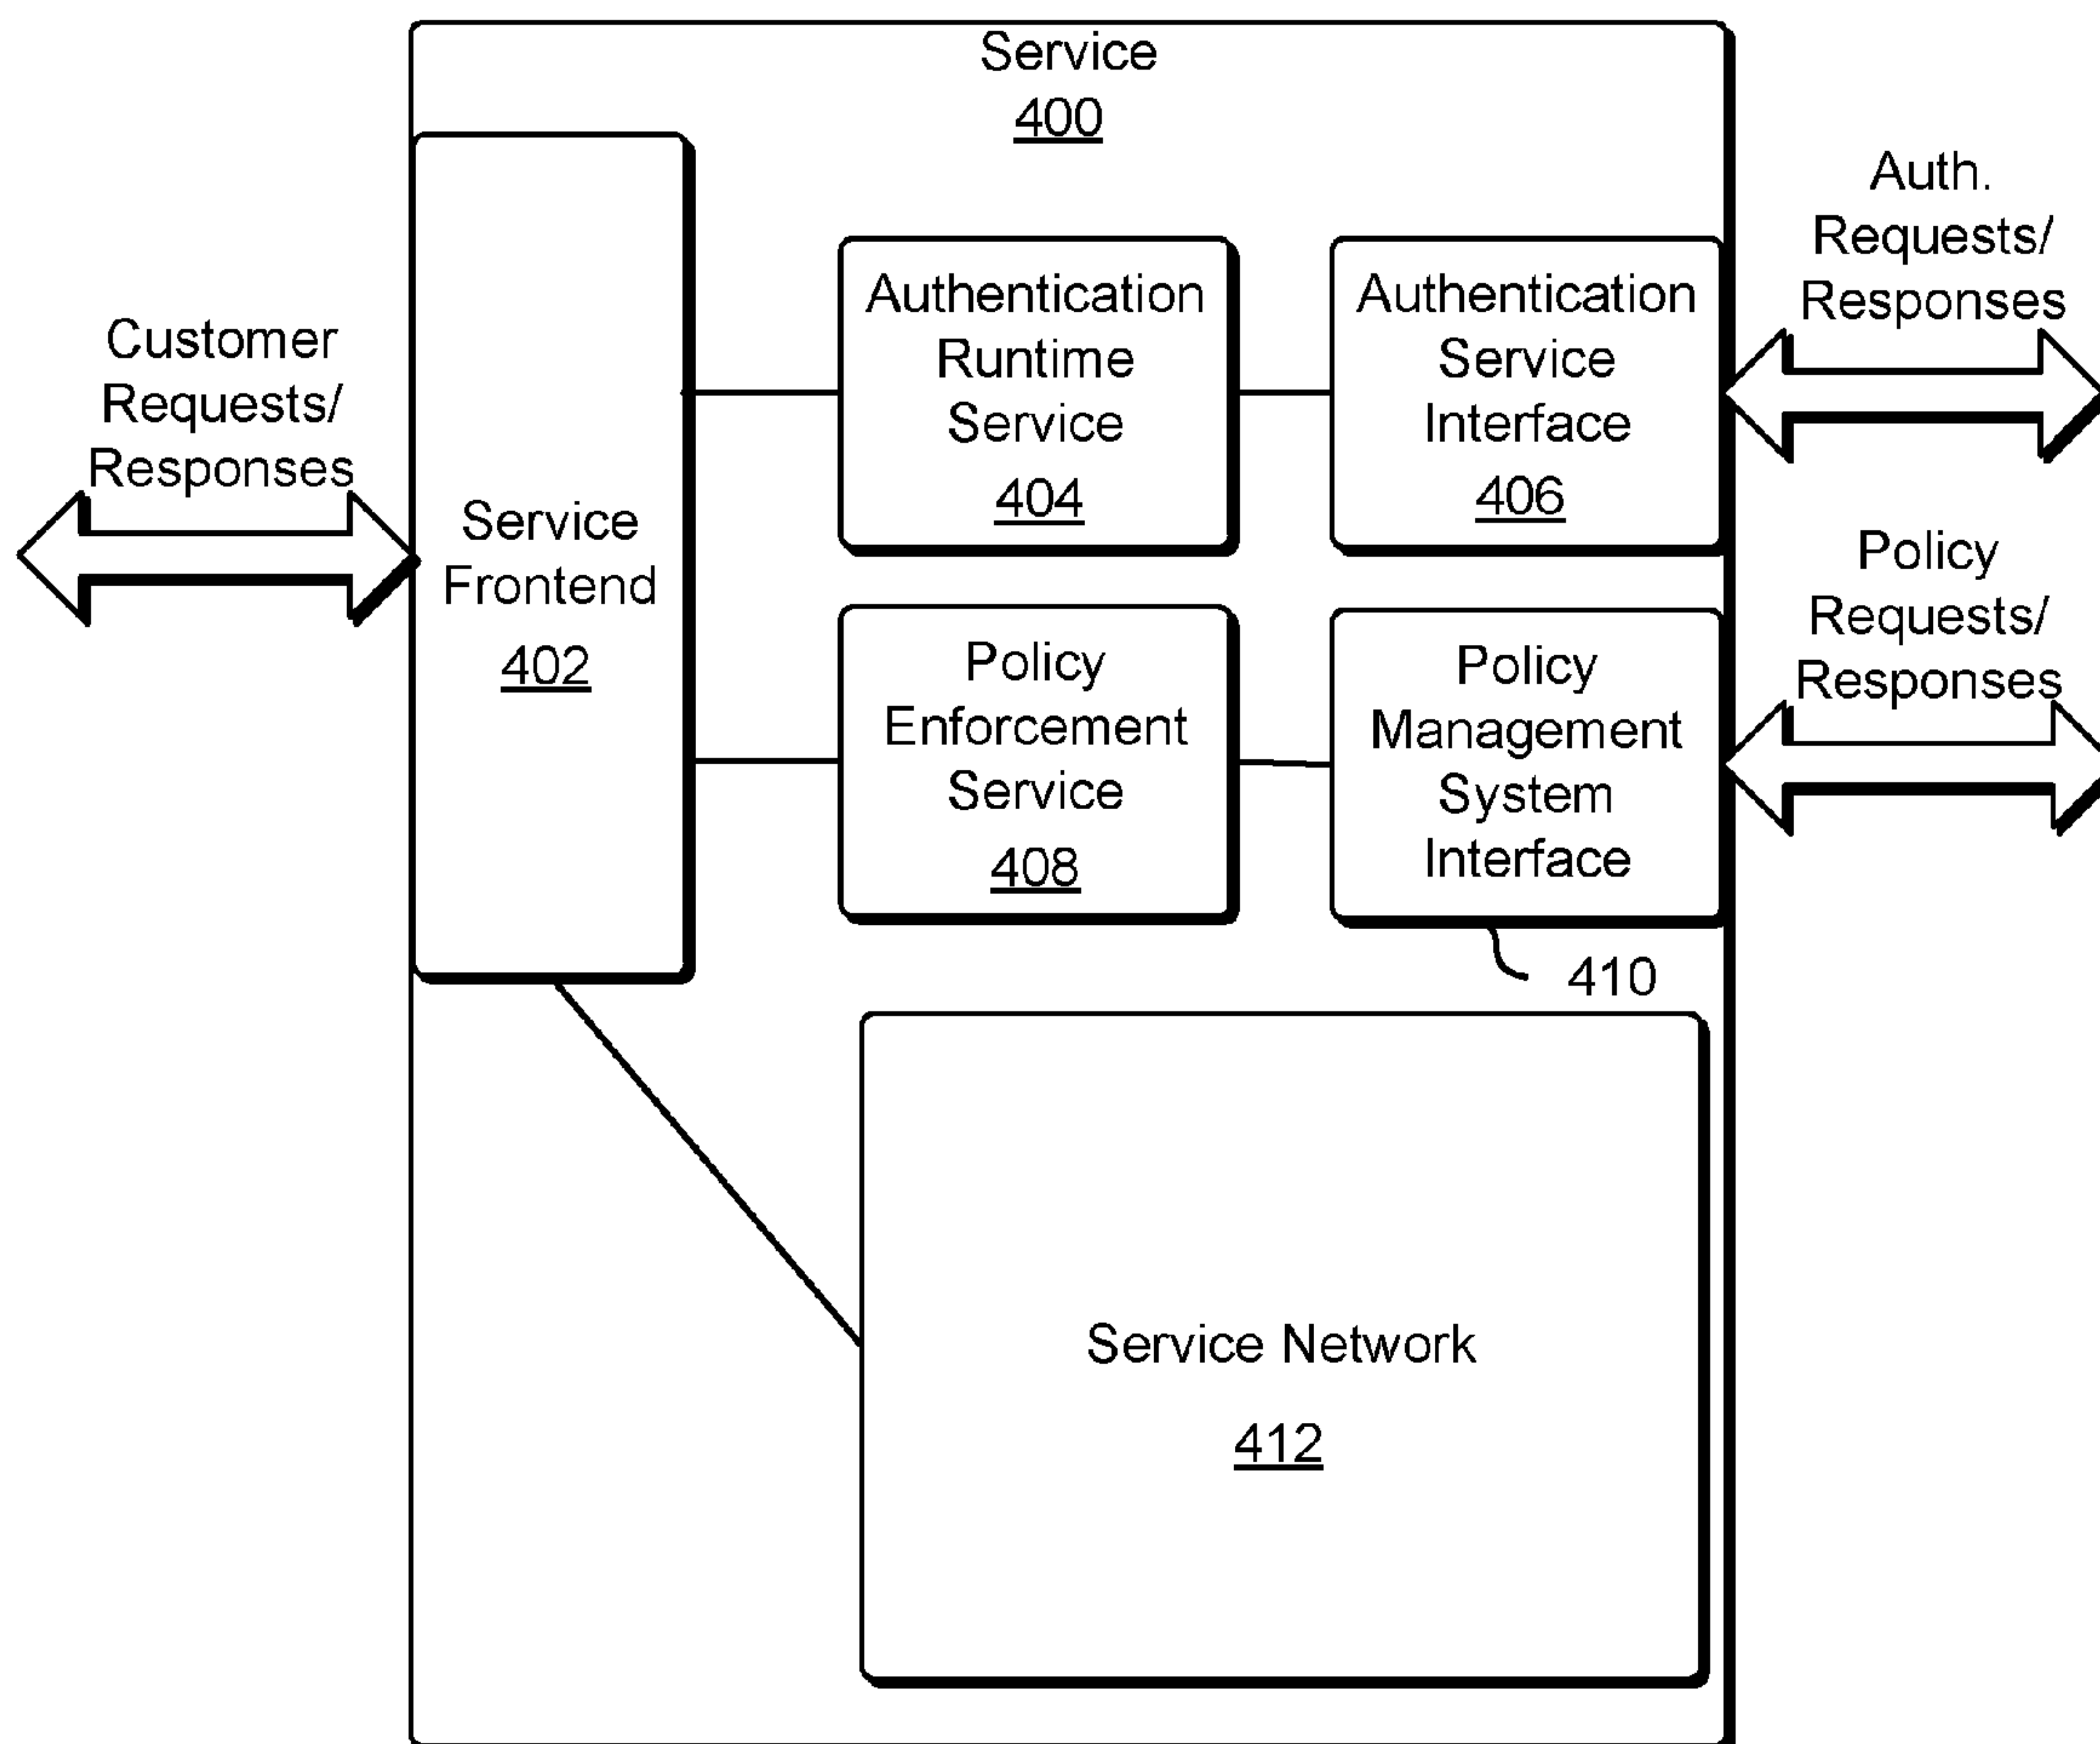 Service
400
Customer
Requests/
Responses
Service
Frontend
402
Authentication
Runtime
Service
404
Authentication
Service
Interface
406
Auth.
Requests/
Responses
Policy
Enforcement
Service
408
Policy
Management
System
Interface
410
Policy
Requests/
Responses
Service Network
412